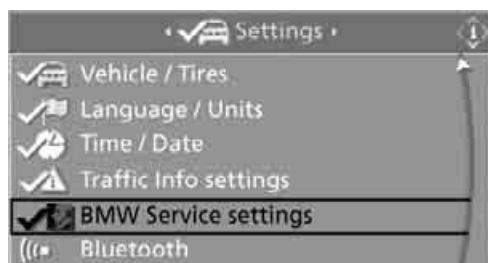 Settings
Vehicle / Tires
Language / Units
Time / Date
Traffic Info settings
BMW Service settings
Bluetooth